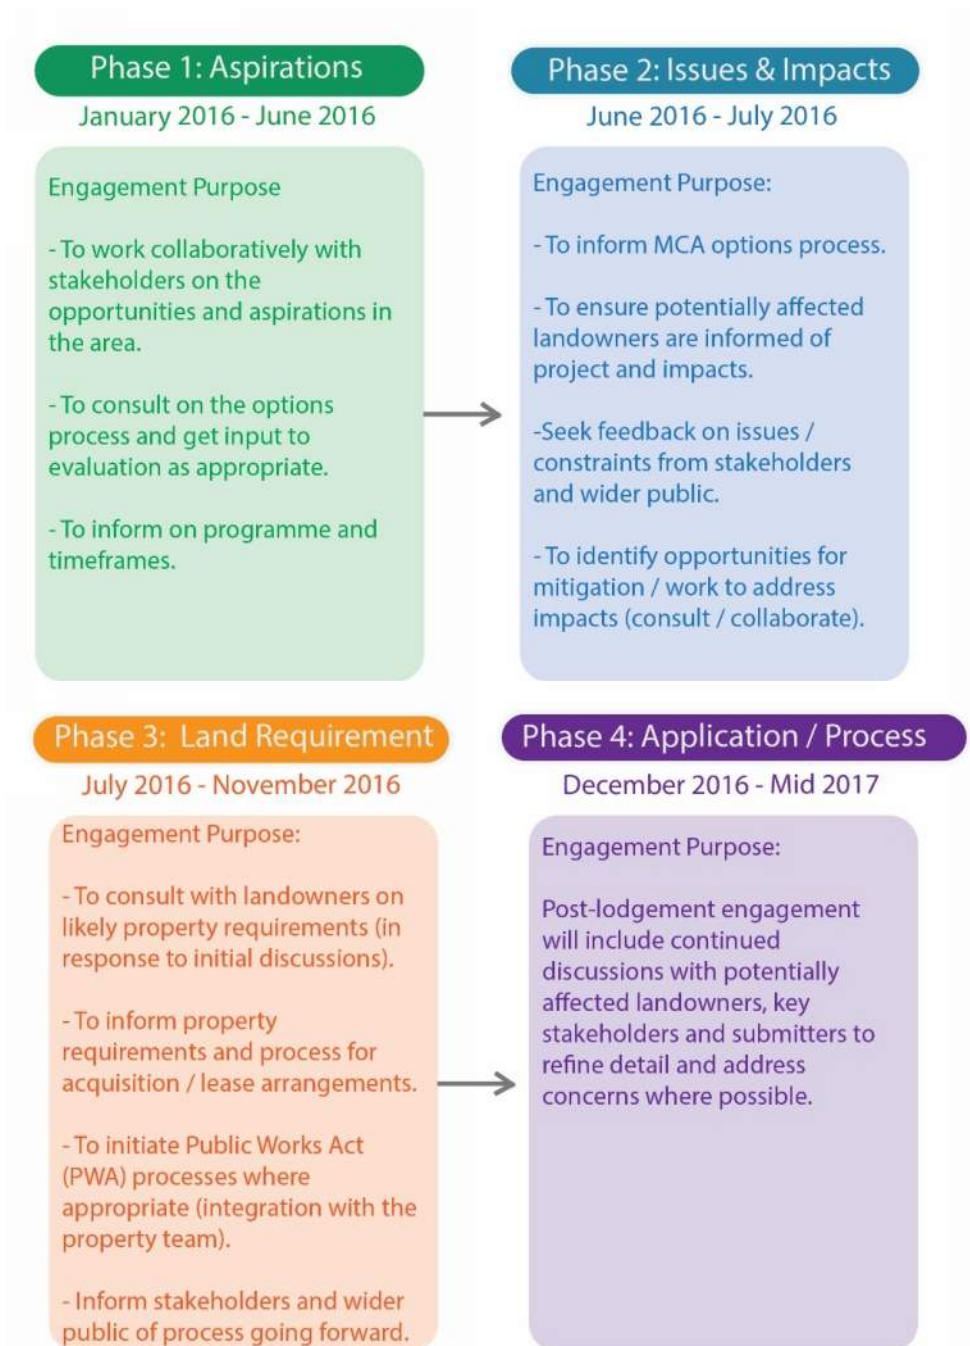 Phase 1: Aspirations
January 2016 - June 2016
Engagement Purpose
- To work collaboratively with
stakeholders on the
opportunities and aspirations in
the area.
- To consult on the options
process and get input to
evaluation as appropriate.
- To inform on programme and
timeframes.
Phase 2: Issues & Impacts
June 2016 - July 2016
Engagement Purpose:
- To inform MCA options process.
- To ensure potentially affected
landowners are informed of
project and impacts.
-Seek feedback on issues /
constraints from stakeholders
and wider public.
- To identify opportunities for
mitigation / work to address
impacts (consult / collaborate).
Phase 3: Land Requirement
July 2016 - November 2016
Engagement Purpose:
- To consult with landowners on
likely property requirements (in
response to initial discussions).
- To inform property
requirements and process for
acquisition / lease arrangements.
- To initiate Public Works Act
(PWA) processes where
appropriate (integration with the
property team).
- Inform stakeholders and wider
public of process going forward.
Phase 4: Application / Process
December 2016 - Mid 2017
Engagement Purpose:
Post-lodgement engagement
will include continued
discussions with potentially
affected landowners, key
stakeholders and submitters to
refine detail and address
concerns where possible.